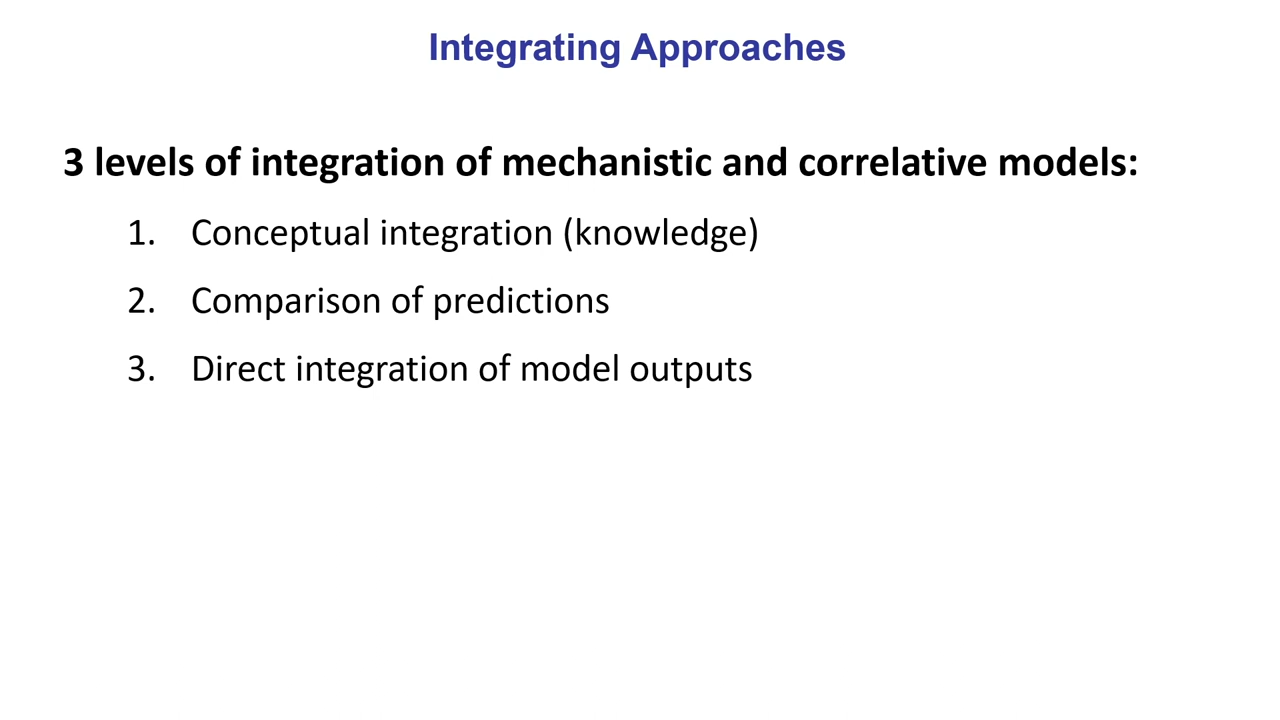 Integrating Approaches
3 levels of integration of mechanistic and correlative models:
1. Conceptual integration (knowledge)
2. Comparison of predictions
3. Direct integration of model outputs